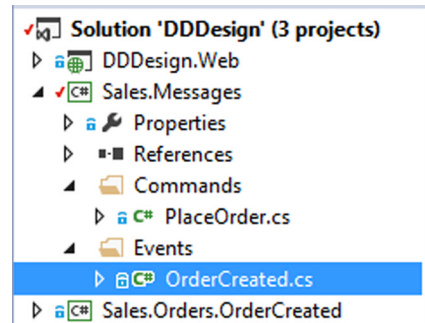 Solution 'DDDesign' (3 projects)
DDDesign.Web
C# Sales.Messages
Properties
References
Commands
C# PlaceOrder.cs
Events
C# OrderCreated.cs
C# Sales.Orders.OrderCreated